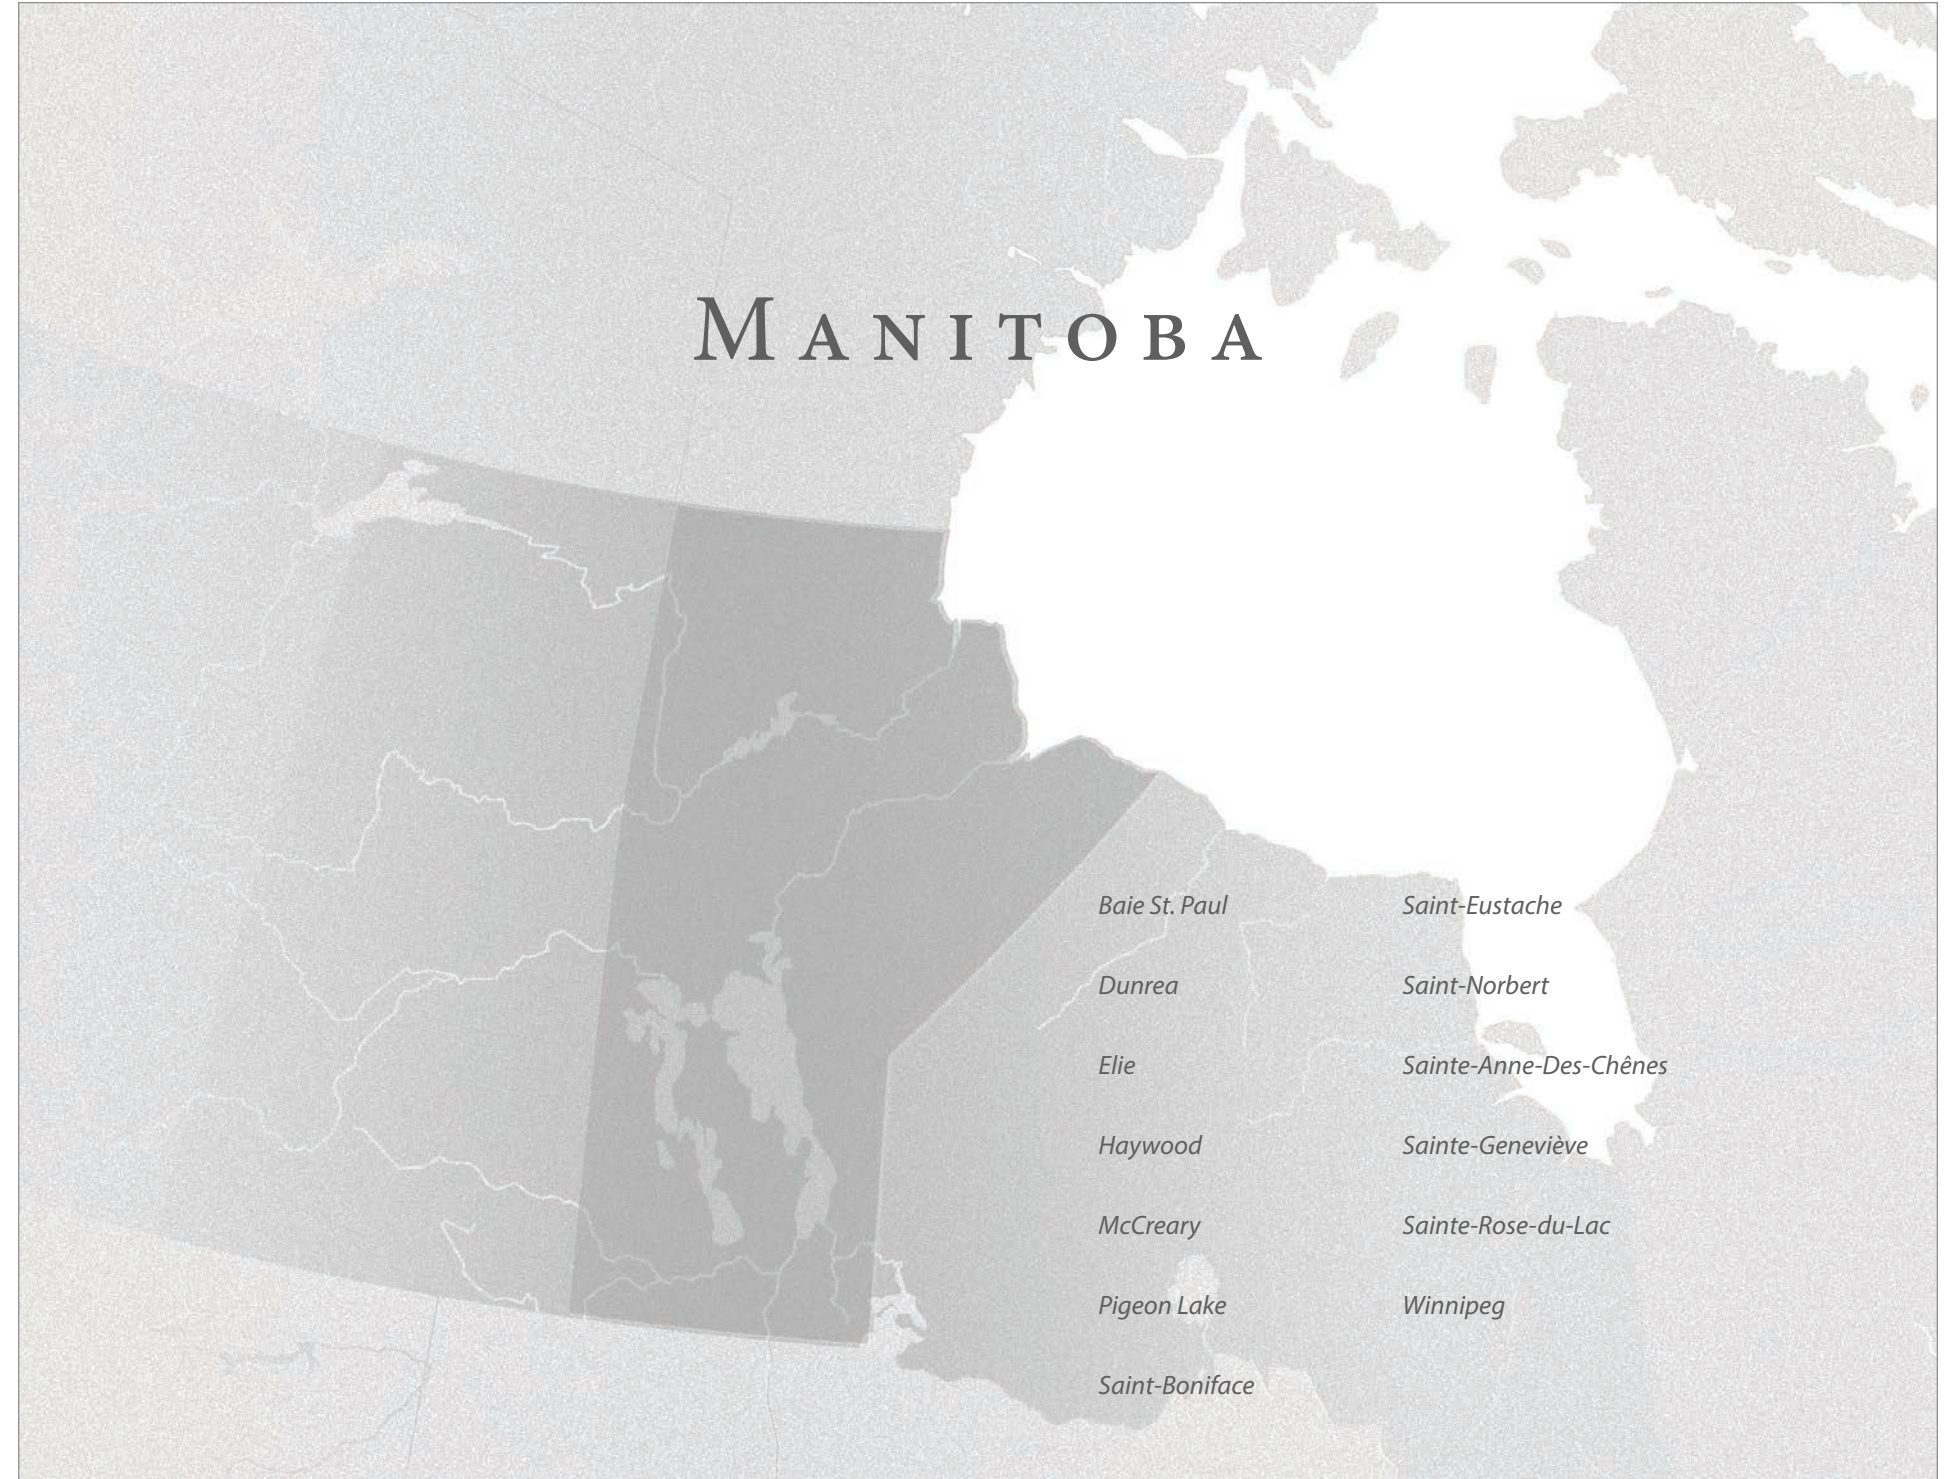 Manitoba
Baie St. Paul
Dunrea
Elie
Haywood
McCreary
Pigeon Lake
Saint-Boniface
Saint-Eustache
Saint-Norbert
Sainte-Anne-Des-Chênes
Sainte-Geneviève
Sainte-Rose-du-Lac
Winnipeg